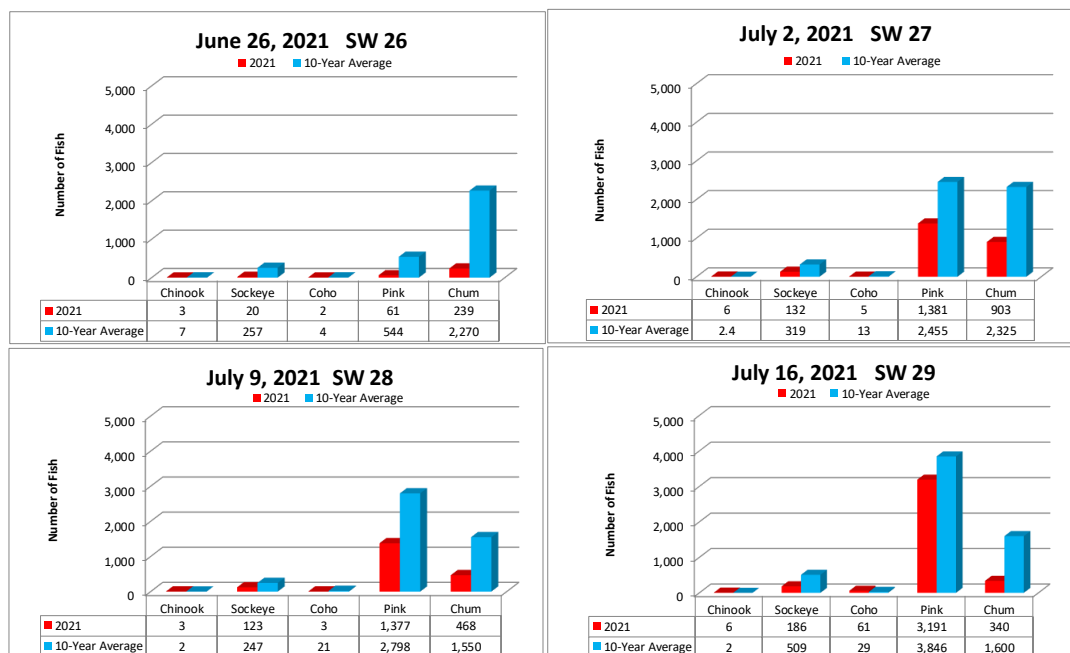 June 26, 2021 SW 26
2021 10-Year Average
Number of Fish
5,000
4,000
3,000
2,000
1,000
0
Chinook Sockeye Coho Pink Chum
2021 3 20 2 61 239
10-Year Average 7 257 4 544 2,270
July 2, 2021 SW 27
2021 10-Year Average
Number of Fish
5,000
4,000
3,000
2,000
1,000
0
Chinook Sockeye Coho Pink Chum
2021 6 132 5 1,381 903
10-Year Average 2.4 319 13 2,455 2,325
July 9, 2021 SW 28
2021 10-Year Average
Number of Fish
5,000
4,000
3,000
2,000
1,000
0
Chinook Sockeye Coho Pink Chum
2021 3 123 3 1,377 468
10-Year Average 2 247 21 2,798 1,550
July 16, 2021 SW 29
2021 10-Year Average
Number of Fish
5,000
4,000
3,000
2,000
1,000
0
Chinook Sockeye Coho Pink Chum
2021 6 186 61 3,191 340
10-Year Average 2 509 29 3,846 1,600